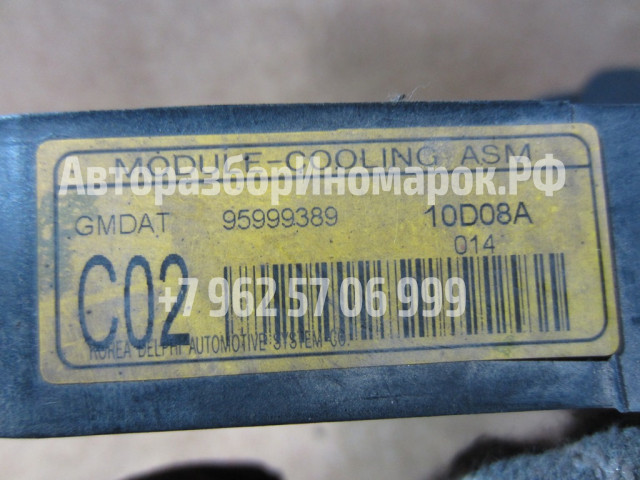 MODULE-COOLING ASM
АвторазборИномарок.РФ
GMDAT 95999389 10D08A
014
C02
+7 962 57 06 999
KOREA DELPHI AUTOMOTIVE SYSTEM CO.